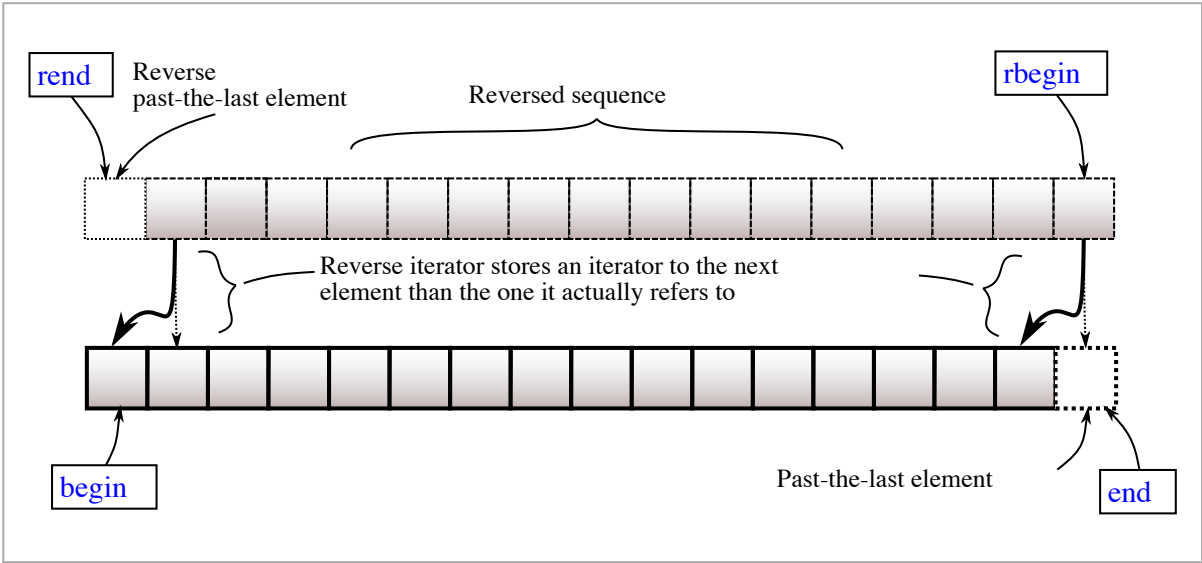 rend
Reverse
past-the-last element
Reversed sequence
rbegin
Reverse iterator stores an iterator to the next
element than the one it actually refers to
begin
Past-the-last element
end